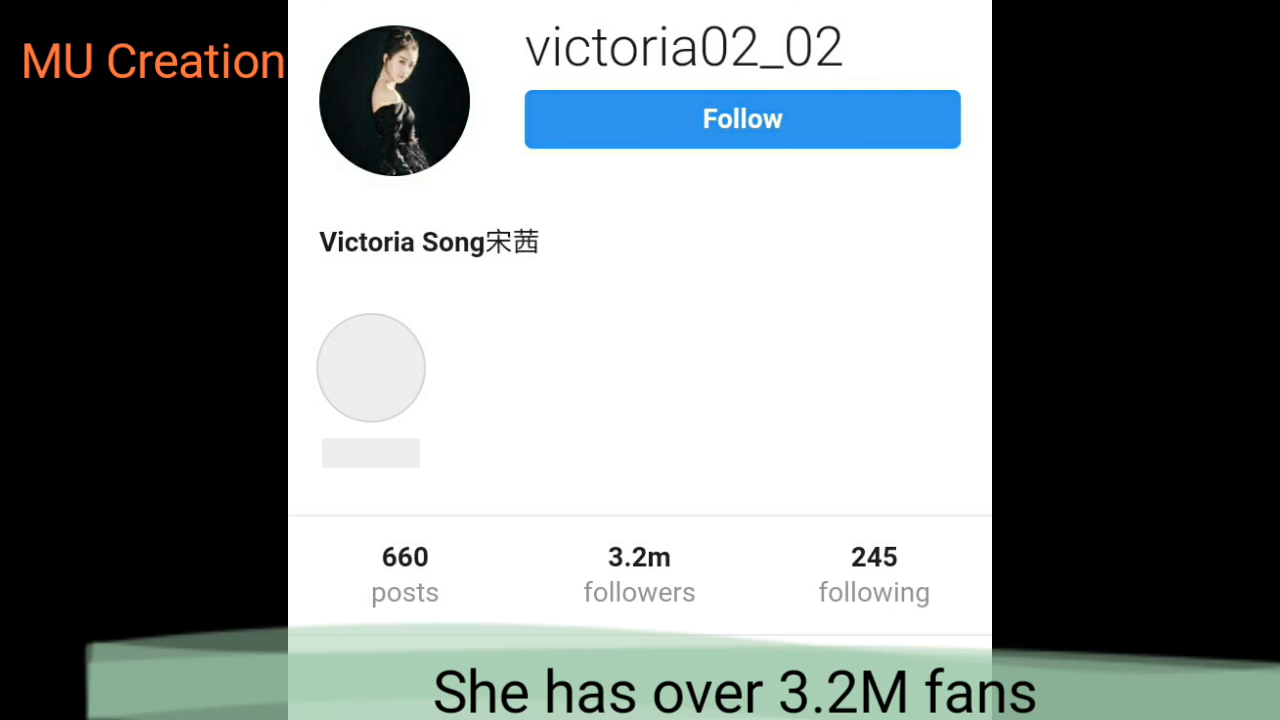 MU Creation
victoria02_02
Follow
Victoria Song宋茜
660 3.2m 245
posts followers following
She has over 3.2M fans